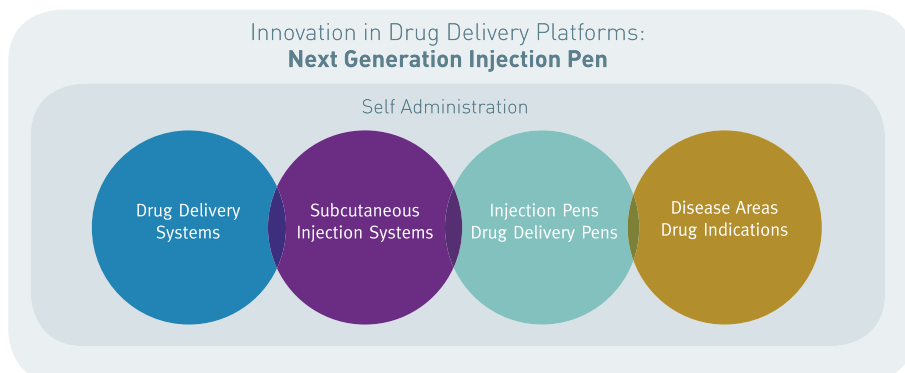 Innovation in Drug Delivery Platforms:
Next Generation Injection Pen
Self Administration
Drug Delivery
Systems
Subcutaneous
Injection Systems
Injection Pens
Drug Delivery Pens
Disease Areas
Drug Indications